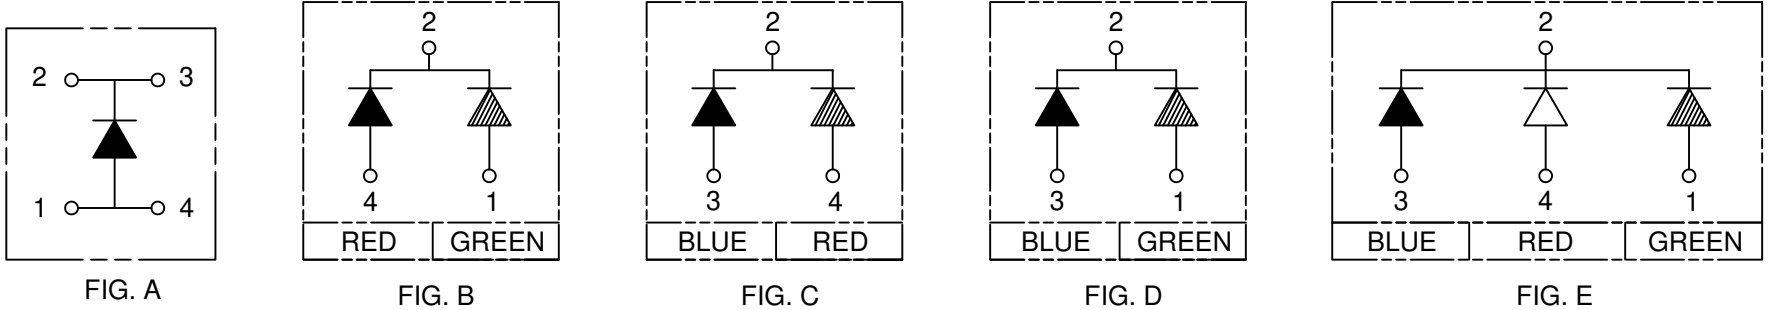 2 3
1 4
FIG. A
2
4 1
RED GREEN
FIG. B
2
3 4
BLUE RED
FIG. C
2
3 1
BLUE GREEN
FIG. D
2
3 4 1
BLUE RED GREEN
FIG. E